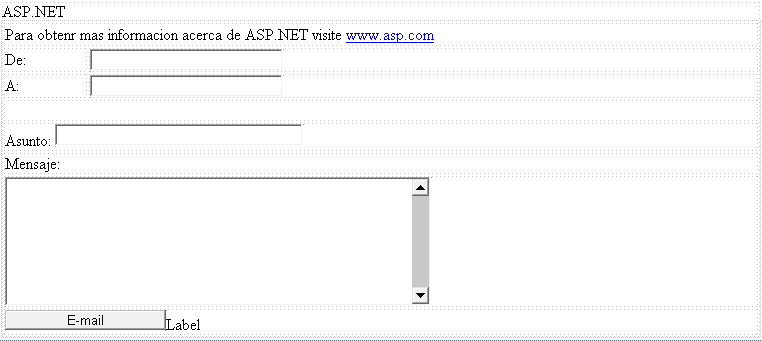 ASP.NET
Para obtenr mas informacion acerca de ASP.NET visite www.asp.com
De:
A:
Asunto:
Mensaje:
E-mail
Label